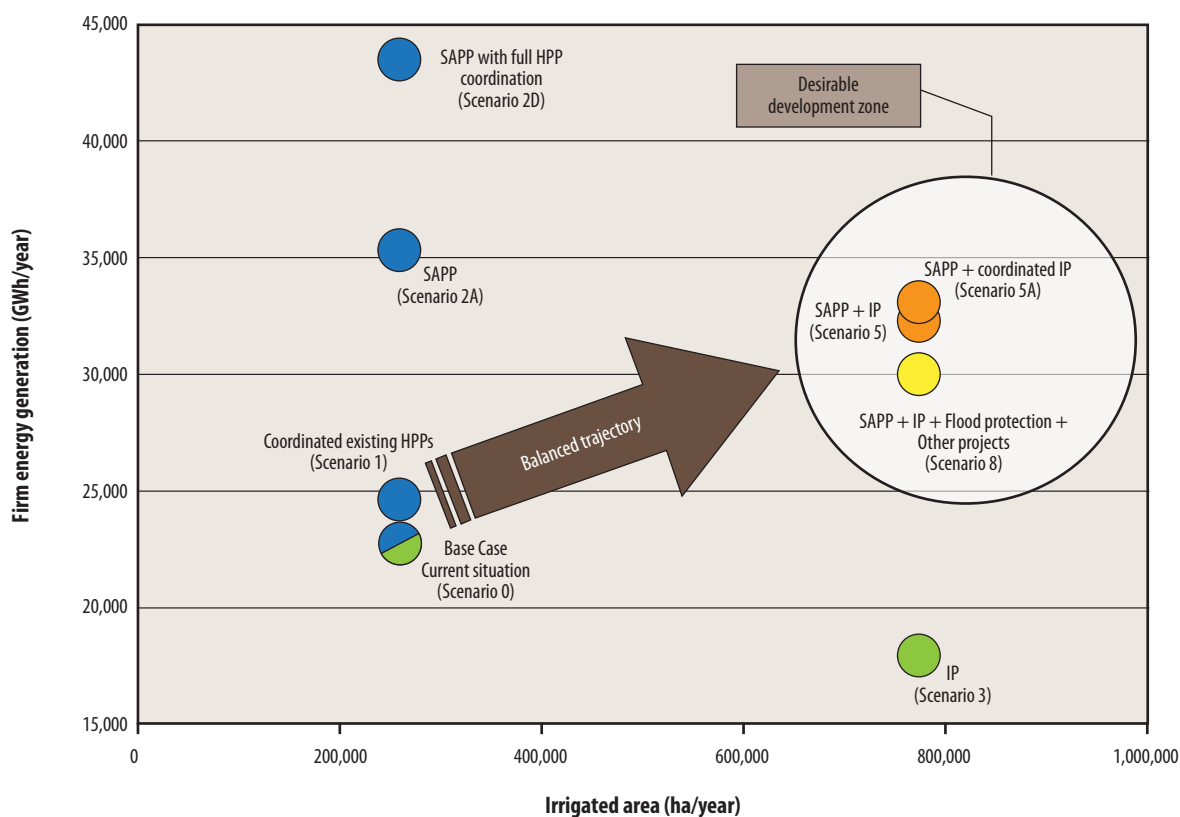 45,000
SAPP with full HPP
coordination
(Scenario 2D)
Desirable
development zone
40,000
35,000
SAPP
(Scenario 2A)
SAPP + coordinated IP
(Scenario 5A)
SAPP + IP
(Scenario 5)
30,000
SAPP + IP + Flood protection +
Other projects
(Scenario 8)
Balanced trajectory
Coordinated existing HPPs
(Scenario 1)
25,000
Base Case
Current situation
(Scenario 0)
20,000
IP
(Scenario 3)
15,000
Firm energy generation (GWh/year)
0
200,000
400,000
600,000
800,000
1,000,000
Irrigated area (ha/year)